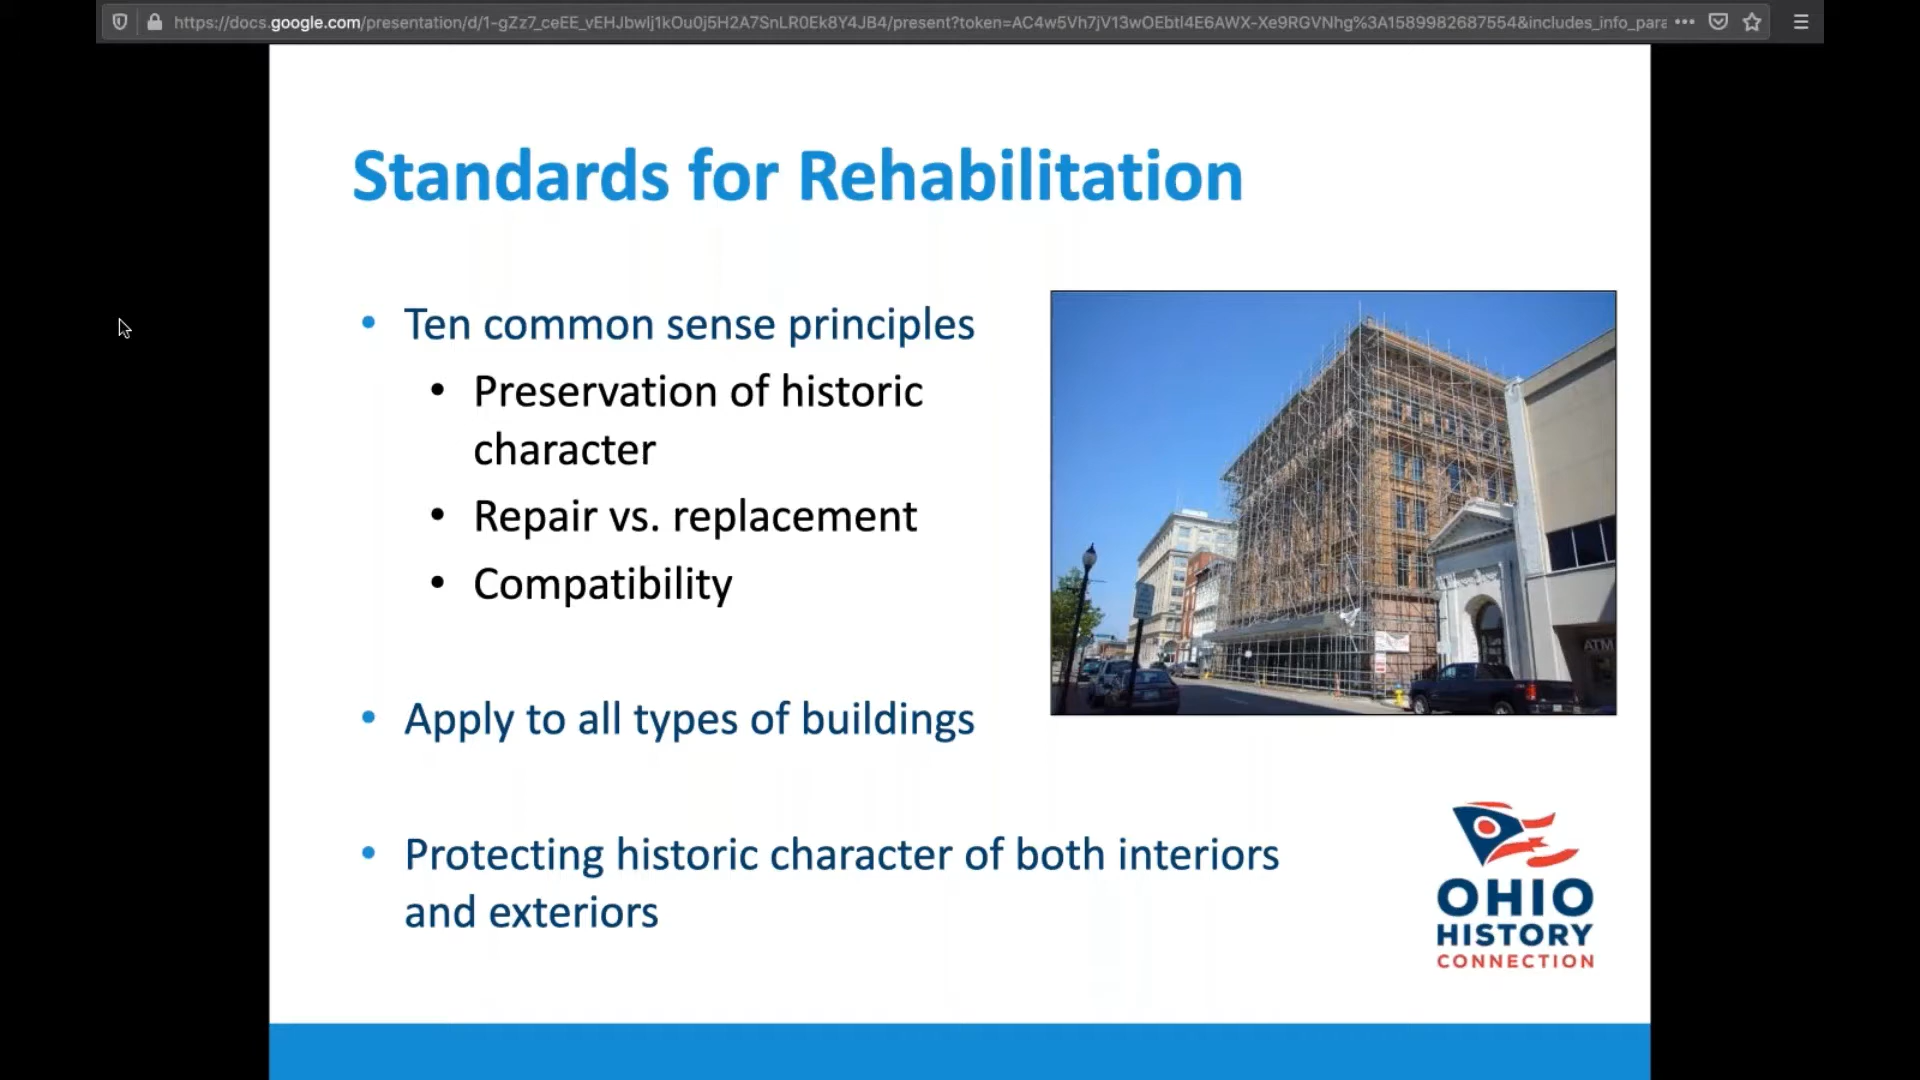 https://docs.google.com/presentation/d/1-gZz7_ceEE_vEHJbwlj1kOu0j5H2A7SnLR0Ek8Y4JB4/present?token=AC4w5Vh7jV13wOEbtI4E6AWX-Xe9RGVNhg%3A1589982687554&includes_info_para
Standards for Rehabilitation
• Ten common sense principles
• Preservation of historic
character
• Repair vs. replacement
• Compatibility
• Apply to all types of buildings
• Protecting historic character of both interiors
and exteriors
ATM
OHIO
HISTORY
CONNECTION